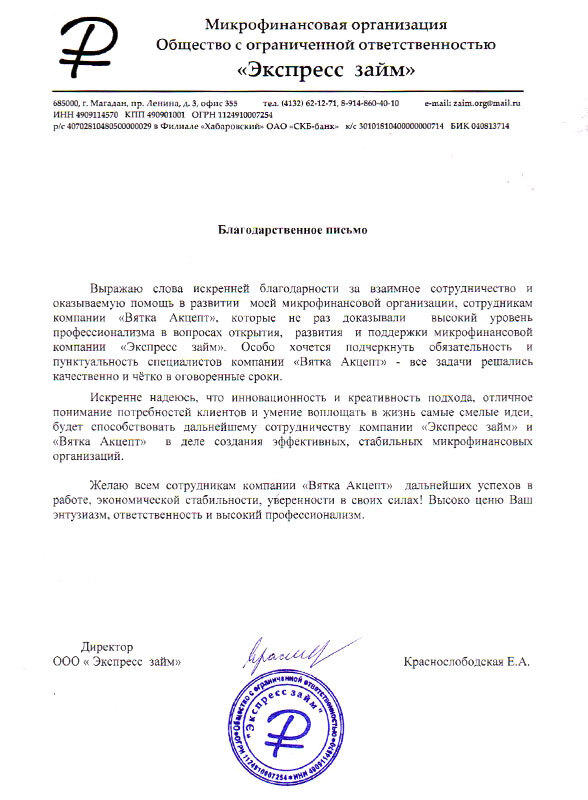 Микрофинансовая организация
Общество с ограниченной ответственностью
«Экспресс займ»
685000, г. Магадан, пр. Ленина, д. 3, офис 355 тел. (4132) 62-12-71, 8-914-860-40-10 e-mail: zaim.org@mail.ru
ИНН 4909114570 КПП 490901001 ОГРН 1124910007254
р/с 40702810480500000029 в Филиале «Хабаровский» ОАО «СКБ-банк» к/с 30101810400000000714 БИК 040813714
Благодарственное письмо
Выражаю слова искренней благодарности за взаимное сотрудничество и
оказываемую помощь в развитии моей микрофинансовой организации, сотрудникам
компании «Вятка Акцепт», которые не раз доказывали высокий уровень
профессионализма в вопросах открытия, развития и поддержки микрофинансовой
компании «Экспресс займ». Особо хочется подчеркнуть обязательность и
пунктуальность специалистов компании «Вятка Акцепт» - все задачи решались
качественно и чётко в оговоренные сроки.
Искренне надеюсь, что инновационность и креативность подхода, отличное
понимание потребностей клиентов и умение воплощать в жизнь самые смелые идеи,
будет способствовать дальнейшему сотрудничеству компании «Экспресс займ» и
«Вятка Акцепт» в деле создания эффективных, стабильных микрофинансовых
организаций.
Желаю всем сотрудникам компании «Вятка Акцепт» дальнейших успехов в
работе, экономической стабильности, уверенности в своих силах! Высоко ценю Ваш
энтузиазм, ответственность и высокий профессионализм.
Директор
ООО « Экспресс займ» Краснослободская Е.А.
Общество с ограниченной ответственностью
"Экспресс займ"
ОГРН 1124910007254 ИНН 4909114570